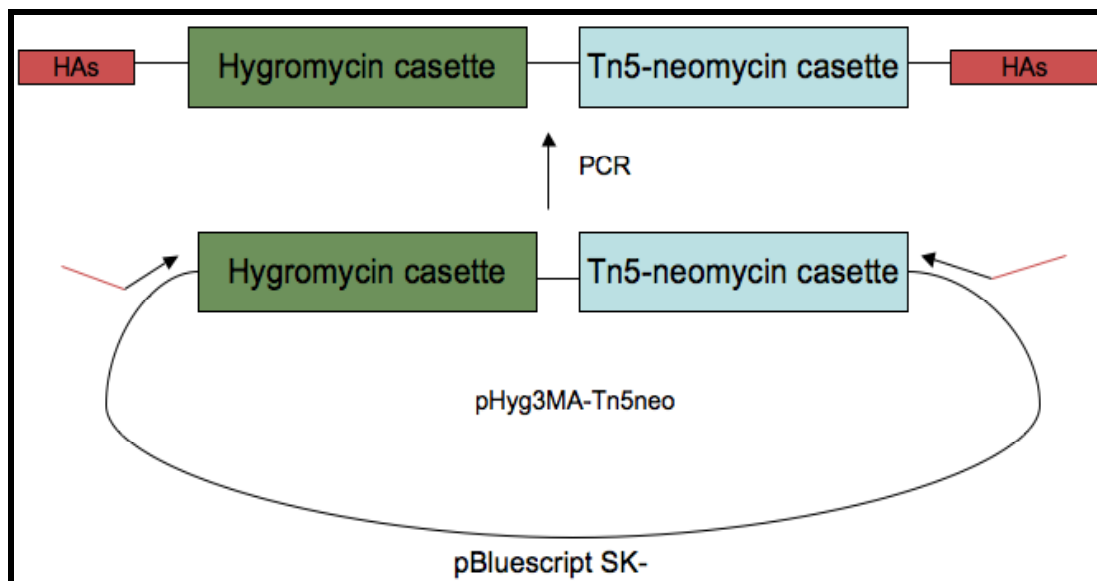 HAs
Hygromycin casette
Tn5-neomycin casette
HAs
PCR
Hygromycin casette
Tn5-neomycin casette
pHyg3MA-Tn5neo
pBluescript SK-